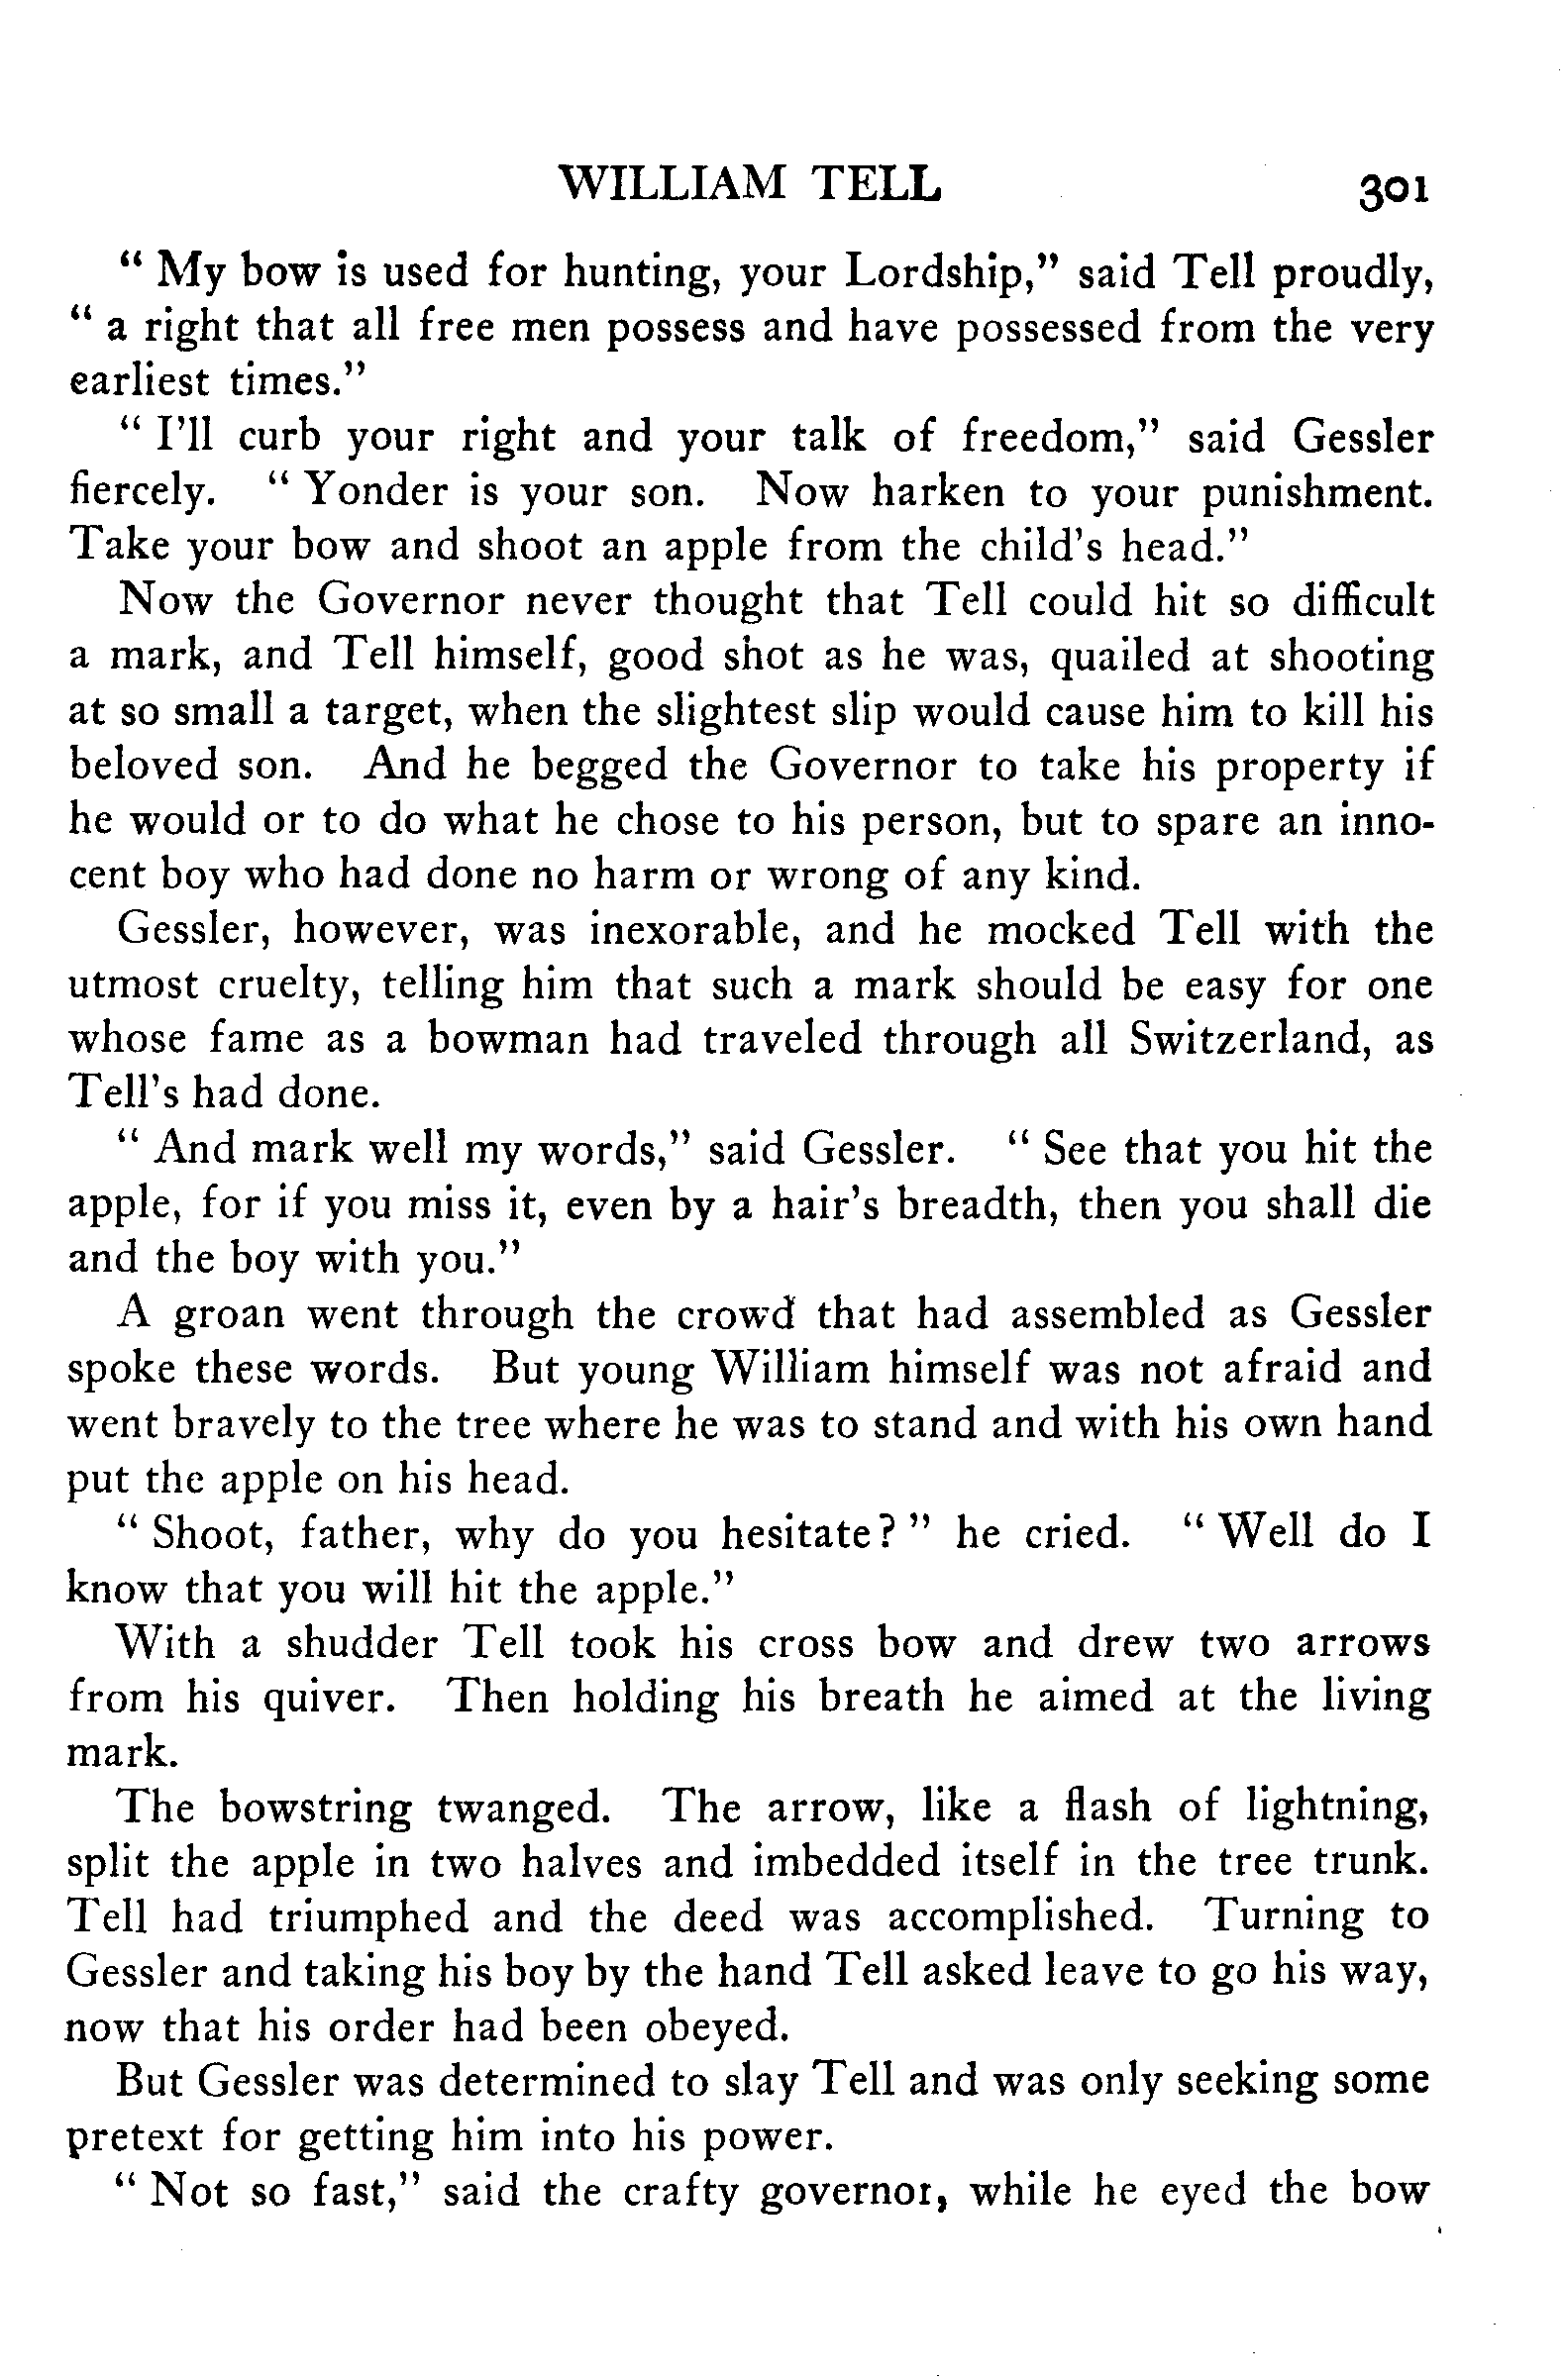 WILLIAM TELL 301
“ My bow is used for hunting, your Lordship,” said Tell proudly,
“ a right that all free men possess and have possessed from the very
earliest times.”
“ I’ll curb your right and your talk of freedom,” said Gessler
fiercely. “ Yonder is your son. Now harken to your punishment.
Take your bow and shoot an apple from the child’s head.”
Now the Governor never thought that Tell could hit so difficult
a mark, and Tell himself, good shot as he was, quailed at shooting
at so small a target, when the slightest slip would cause him to kill his
beloved son. And he begged the Governor to take his property if
he would or to do what he chose to his person, but to spare an inno-
cent boy who had done no harm or wrong of any kind.
Gessler, however, was inexorable, and he mocked Tell with the
utmost cruelty, telling him that such a mark should be easy for one
whose fame as a bowman had traveled through all Switzerland, as
Tell’s had done.
“ And mark well my words,” said Gessler. “ See that you hit the
apple, for if you miss it, even by a hair’s breadth, then you shall die
and the boy with you.”
A groan went through the crowd that had assembled as Gessler
spoke these words. But young William himself was not afraid and
went bravely to the tree where he was to stand and with his own hand
put the apple on his head.
“ Shoot, father, why do you hesitate? ” he cried. “ Well do I
know that you will hit the apple.”
With a shudder Tell took his cross bow and drew two arrows
from his quiver. Then holding his breath he aimed at the living
mark.
The bowstring twanged. The arrow, like a flash of lightning,
split the apple in two halves and imbedded itself in the tree trunk.
Tell had triumphed and the deed was accomplished. Turning to
Gessler and taking his boy by the hand Tell asked leave to go his way,
now that his order had been obeyed.
But Gessler was determined to slay Tell and was only seeking some
pretext for getting him into his power.
“ Not so fast,” said the crafty governor, while he eyed the bow